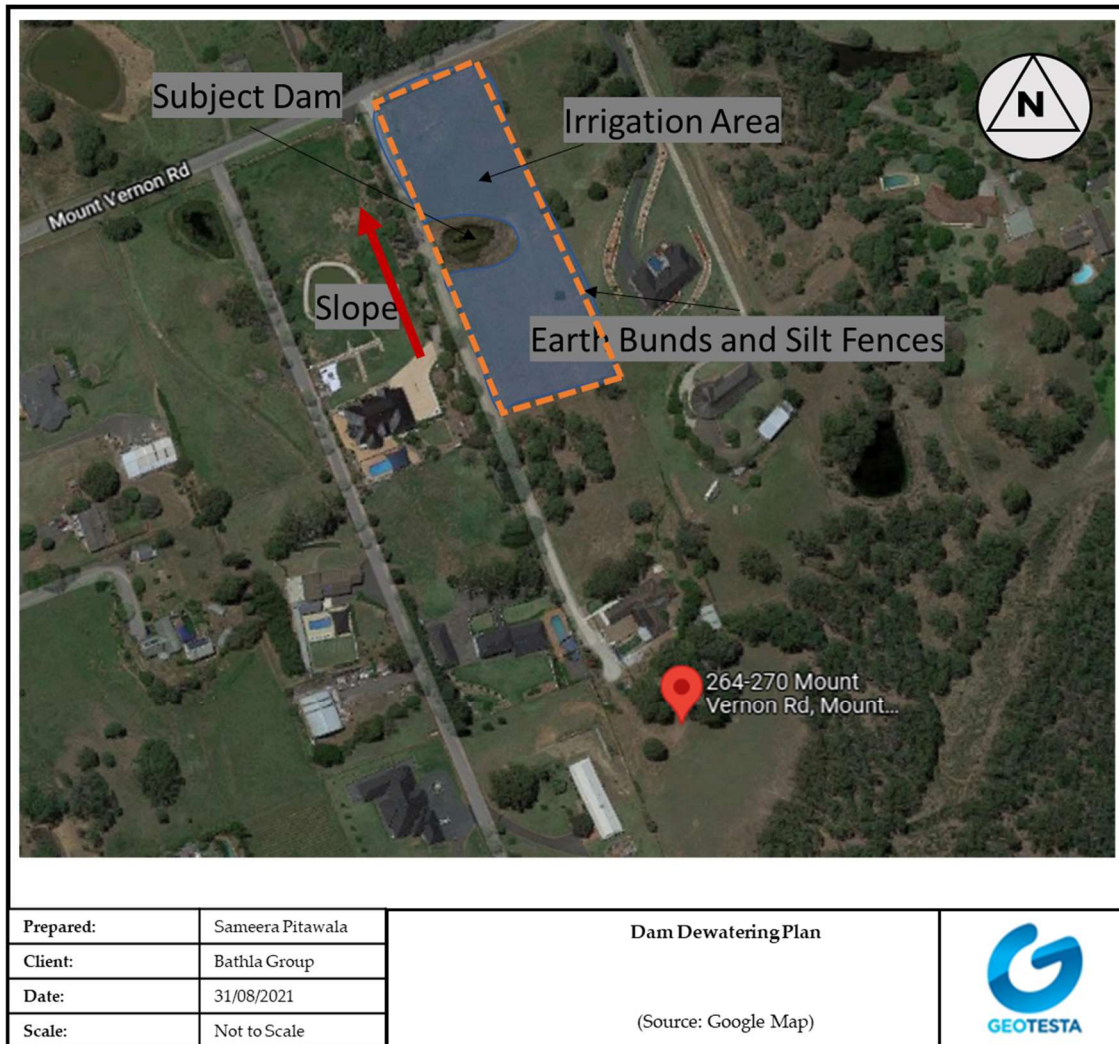 Subject Dam
Irrigation Area
N
Mount Vernon Rd
Slope
Earth Bunds and Silt Fences
264-270 Mount
Vernon Rd, Mount...
Prepared: Sameera Pitawala
Client: Bathla Group
Date: 31/08/2021
Scale: Not to Scale
Dam Dewatering Plan
(Source: Google Map)
GEOTESTA